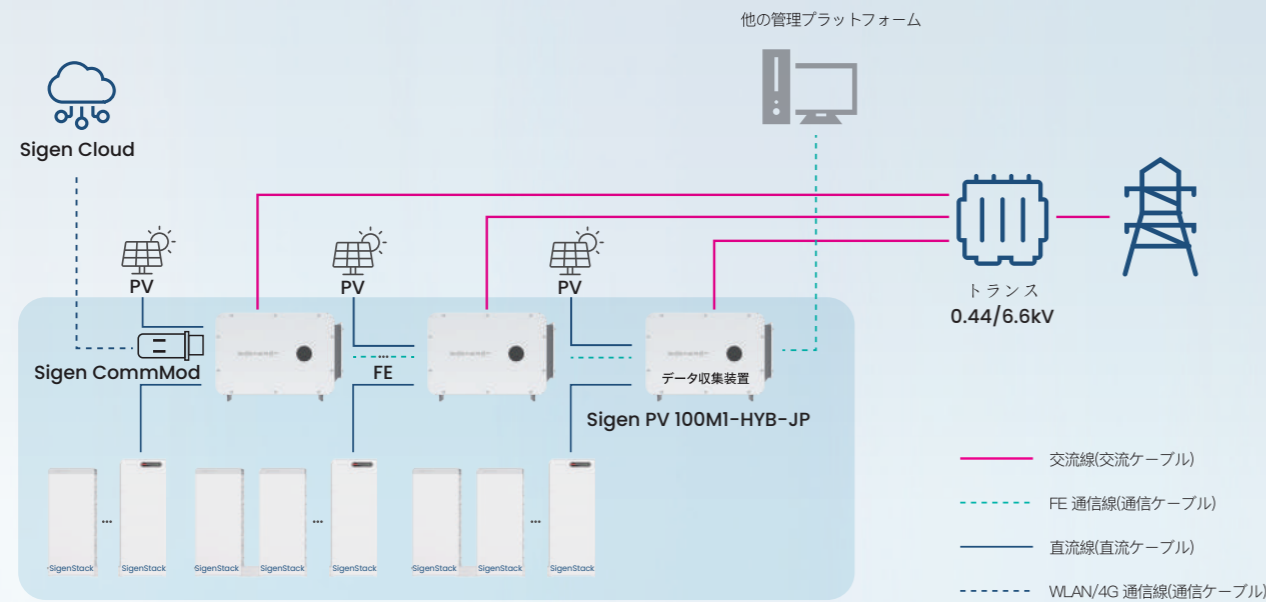 他の管理プラットフォーム
Sigen Cloud
PV
PV
PV
トランス
0.44/6.6kV
Sigen CommMod
...
FE
データ収集装置
Sigen PV 100M1-HYB-JP
交流線(交流ケーブル)
FE 通信線(通信ケーブル)
直流線(直流ケーブル)
WLAN/4G 通信線(通信ケーブル)
...
...
...
SigenStack
SigenStack
SigenStack
SigenStack
SigenStack
SigenStack
SigenStack
SigenStack